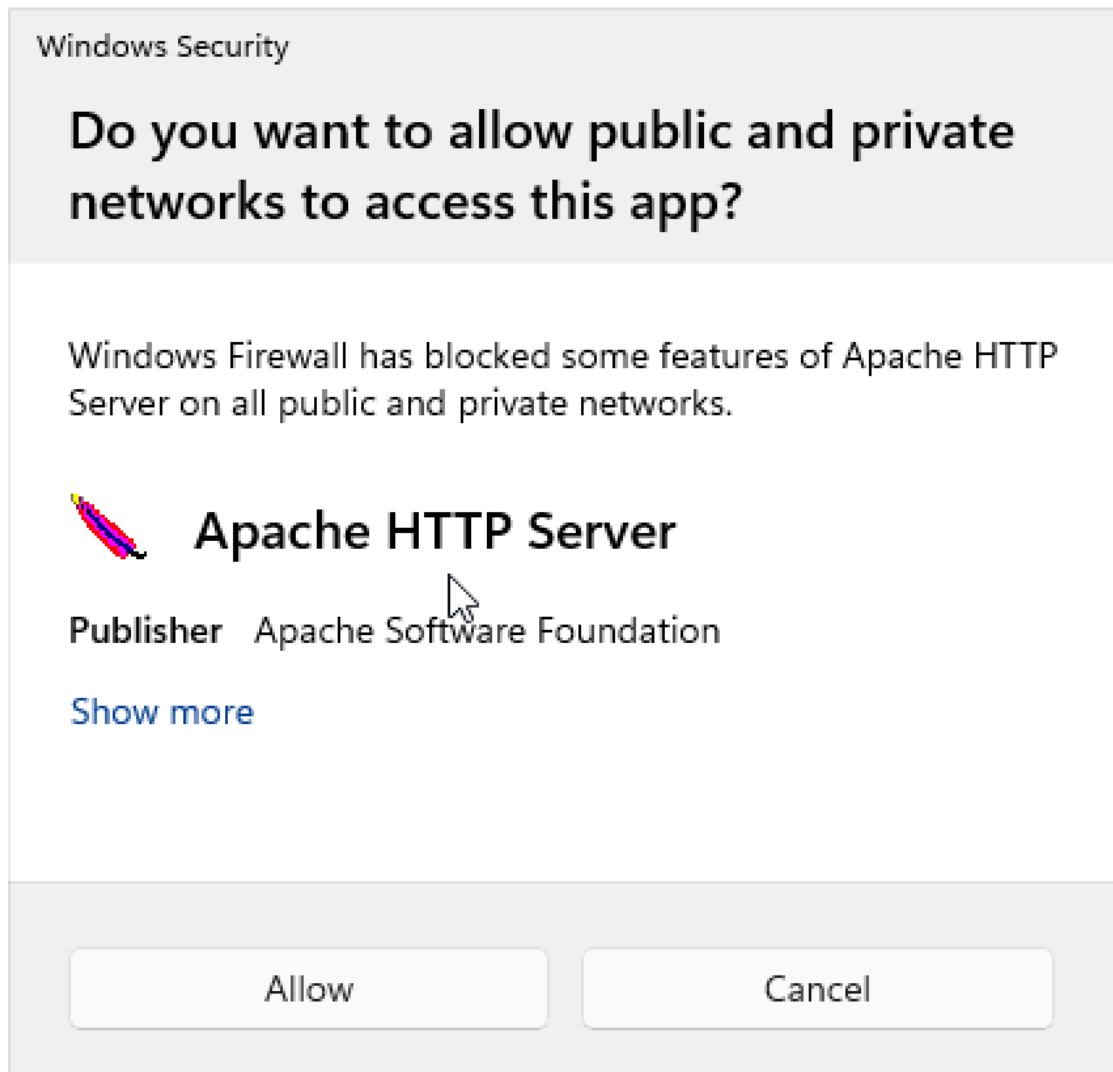 Windows Security
Do you want to allow public and private
networks to access this app?
Windows Firewall has blocked some features of Apache HTTP
Server on all public and private networks.
Apache HTTP Server
Publisher Apache Software Foundation
Show more
Allow
Cancel